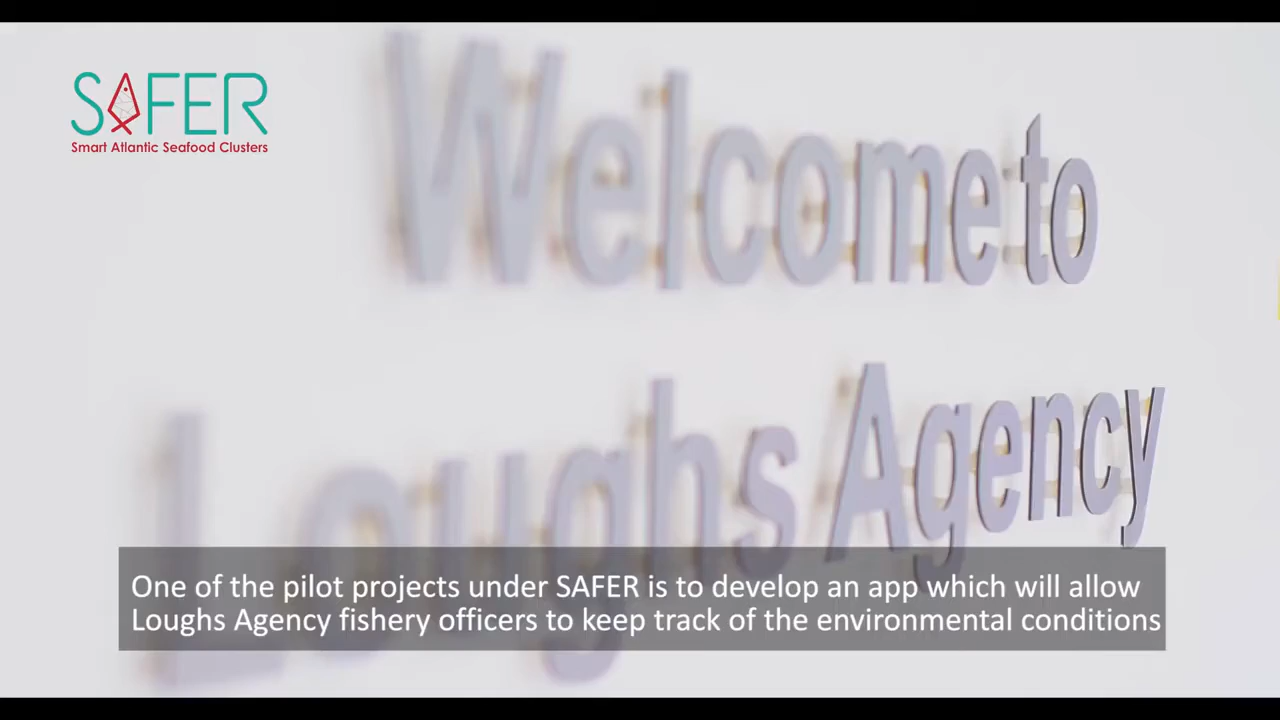 SAFER
Smart Atlantic Seafood Clusters
Welcome to
Loughs Agency
One of the pilot projects under SAFER is to develop an app which will allow
Loughs Agency fishery officers to keep track of the environmental conditions